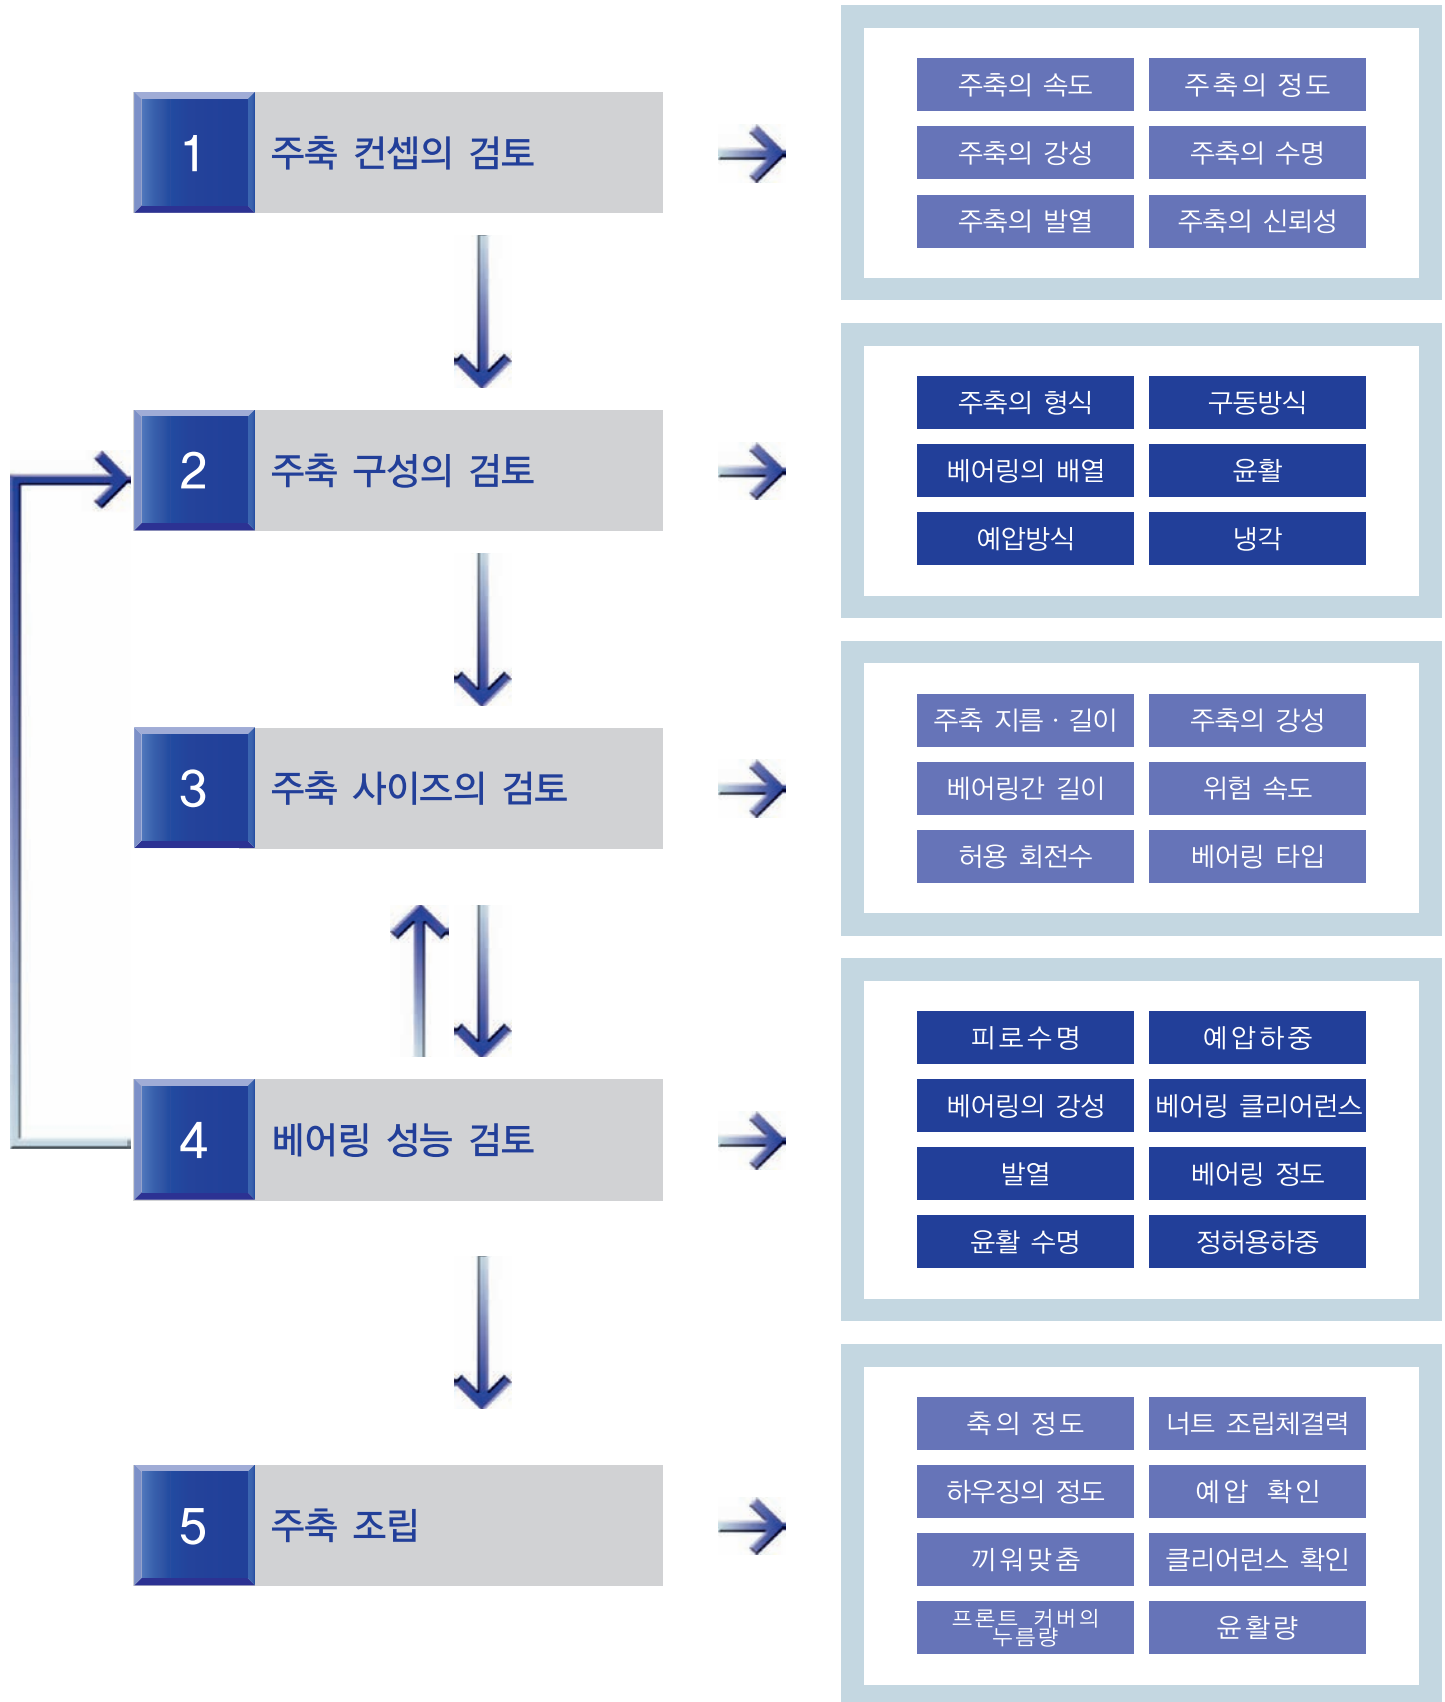 1
주축 컨셉의 검토
주축의 속도
주축의 정도
주축의 강성
주축의 수명
주축의 발열
주축의 신뢰성
2
주축 구성의 검토
주축의 형식
구동방식
베어링의 배열
윤활
예압방식
냉각
3
주축 사이즈의 검토
주축 지름 · 길이
주축의 강성
베어링간 길이
위험 속도
허용 회전수
베어링 타입
4
베어링 성능 검토
피로수명
예압하중
베어링의 강성
베어링 클리어런스
발열
베어링 정도
윤활 수명
정허용하중
5
주축 조립
축의 정도
너트 조립체결력
하우징의 정도
예압 확인
끼워맞춤
클리어런스 확인
프론트 커버의
누름량
윤활량